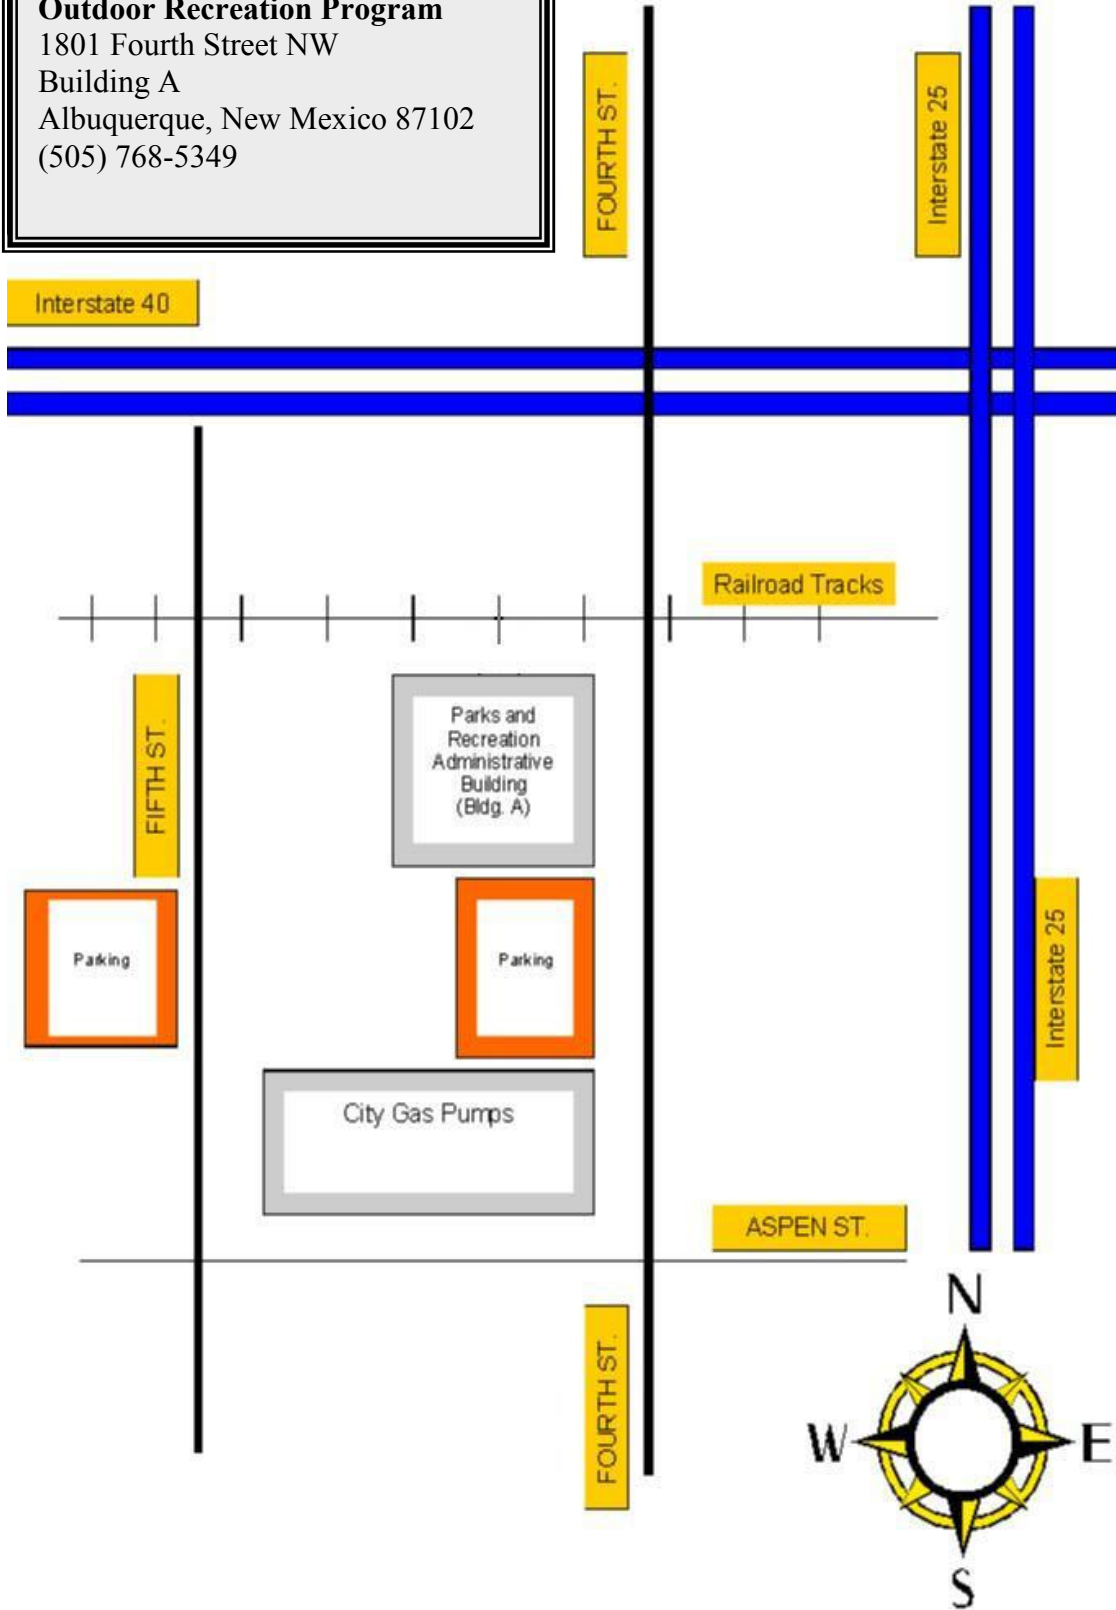 Outdoor Recreation Program
1801 Fourth Street NW
Building A
Albuquerque, New Mexico 87102
(505) 768-5349
FOURTH ST.
Interstate 25
Interstate 40
Railroad Tracks
FIFTH ST.
Parks and
Recreation
Administrative
Building
(Bldg. A)
Parking
Parking
Interstate 25
City Gas Pumps
ASPEN ST.
FOURTH ST.
N
W
E
S